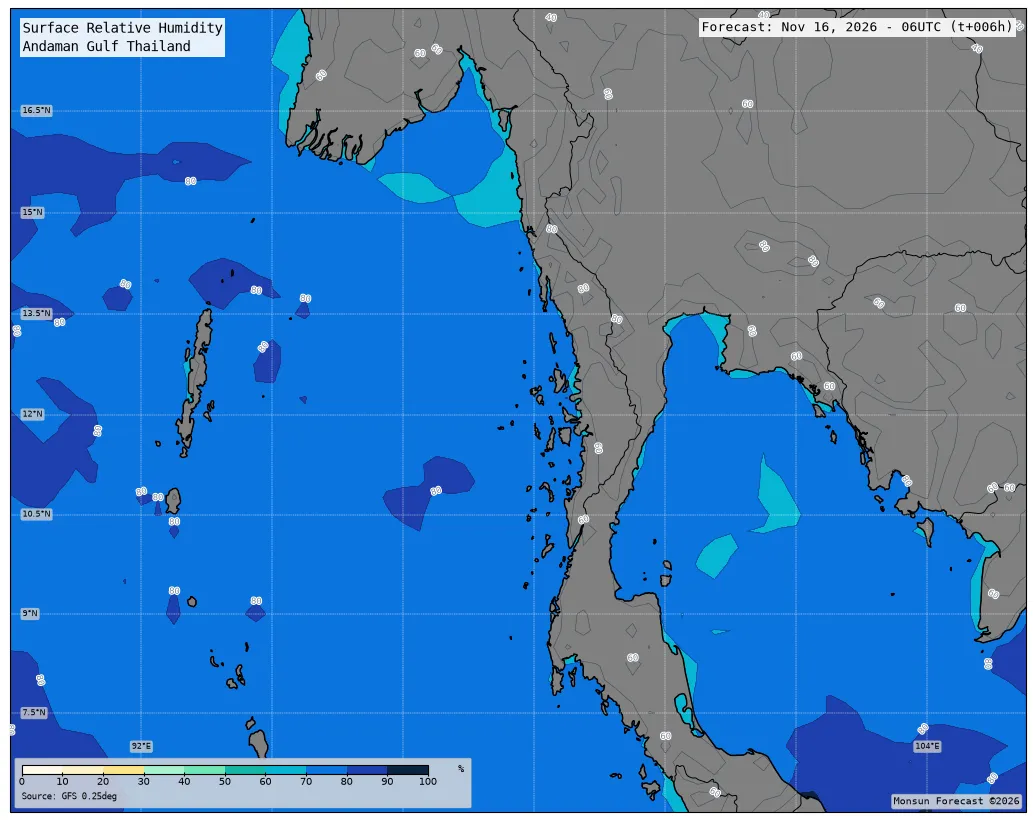 Surface Relative Humidity
Andaman Gulf Thailand
Forecast: Nov 16, 2026 - 06UTC (t+006h)
16.5°N
15°N
13.5°N
12°N
10.5°N
9°N
7.5°N
92°E
104°E
0 10 20 30 40 50 60 70 80 90 100 %
Source: GFS 0.25deg
Monsun Forecast ©2026